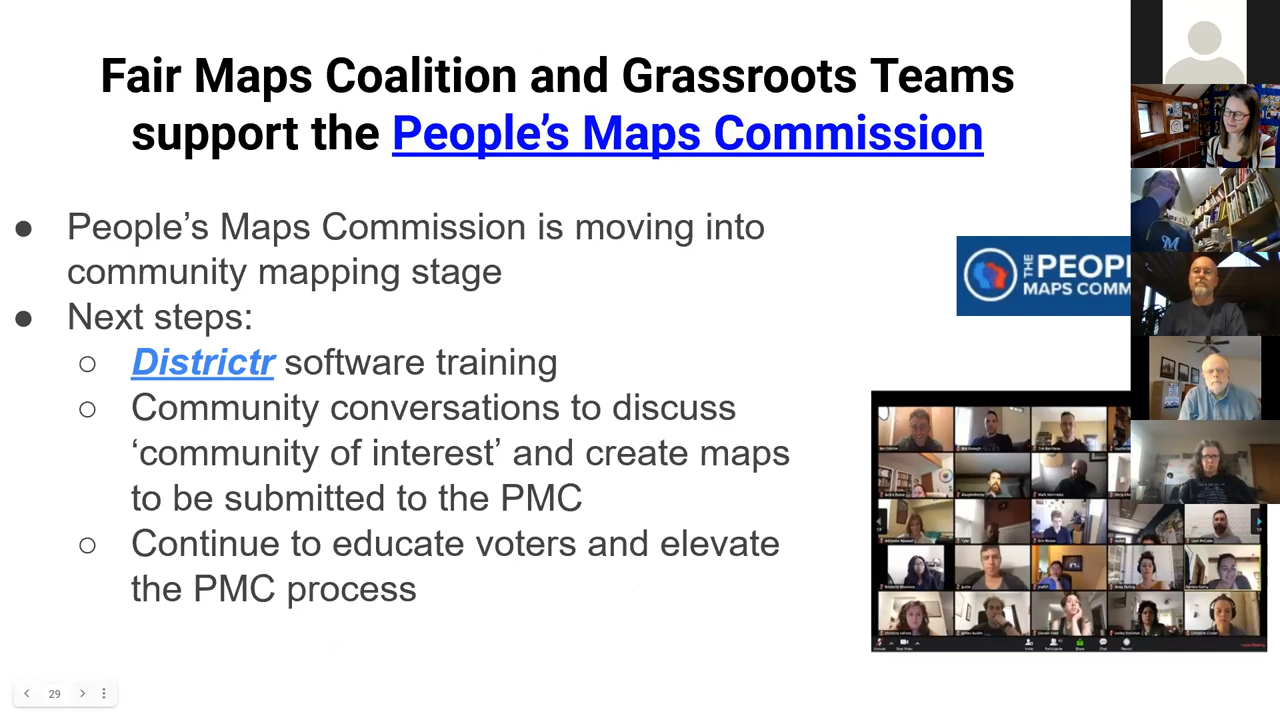 Fair Maps Coalition and Grassroots Teams
support the People’s Maps Commission
● People’s Maps Commission is moving into
community mapping stage
● Next steps:
○ Districtr software training
○ Community conversations to discuss
‘community of interest’ and create maps
to be submitted to the PMC
○ Continue to educate voters and elevate
the PMC process
THE PEOP
MAPS COMM
29